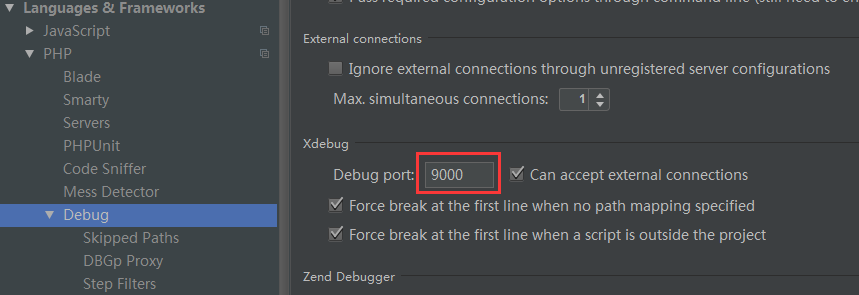 Languages & Frameworks
JavaScript
PHP
Blade
Smarty
Servers
PHPUnit
Code Sniffer
Mess Detector
Debug
Skipped Paths
DBGp Proxy
Step Filters
Pass required configuration options through command line (still need to
External connections
Ignore external connections through unregistered server configurations
Max. simultaneous connections: 1
Xdebug
Debug port: 9000 Can accept external connections
Force break at the first line when no path mapping specified
Force break at the first line when a script is outside the project
Zend Debugger